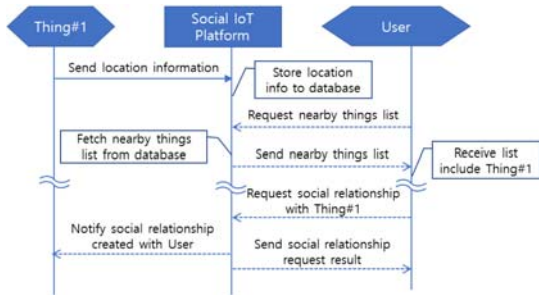 Thing#1
Social IoT
Platform
User
Send location information
Store location
info to database
Request nearby things list
Fetch nearby things
list from database
Send nearby things list
Receive list
include Thing#1
Request social relationship
with Thing#1
Notify social relationship
created with User
Send social relationship
request result